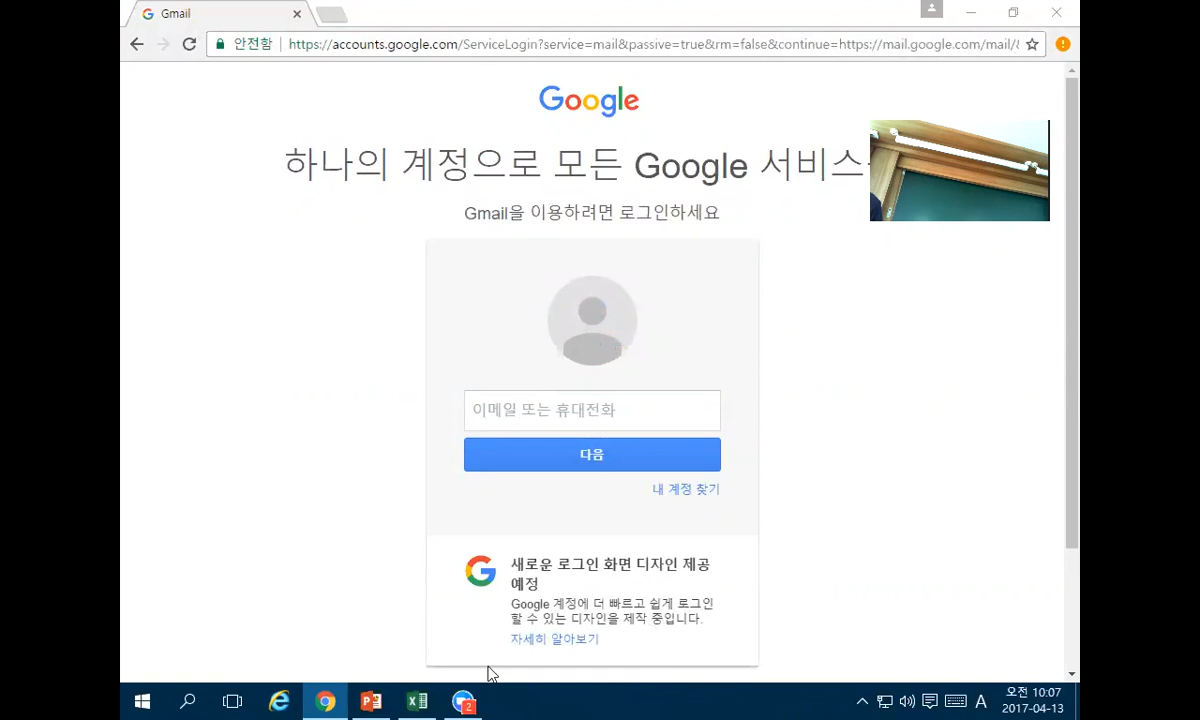 Gmail
안전함 https://accounts.google.com/ServiceLogin?service=mail&passive=true&rm=false&continue=https://mail.google.com/mail/&
Google
하나의 계정으로 모든 Google 서비스
Gmail을 이용하려면 로그인하세요
이메일 또는 휴대전화
다음
내 계정 찾기
새로운 로그인 화면 디자인 제공
예정
Google 계정에 더 빠르고 쉽게 로그인
할 수 있는 디자인을 제작 중입니다.
자세히 알아보기
2
A
오전 10:07
2017-04-13